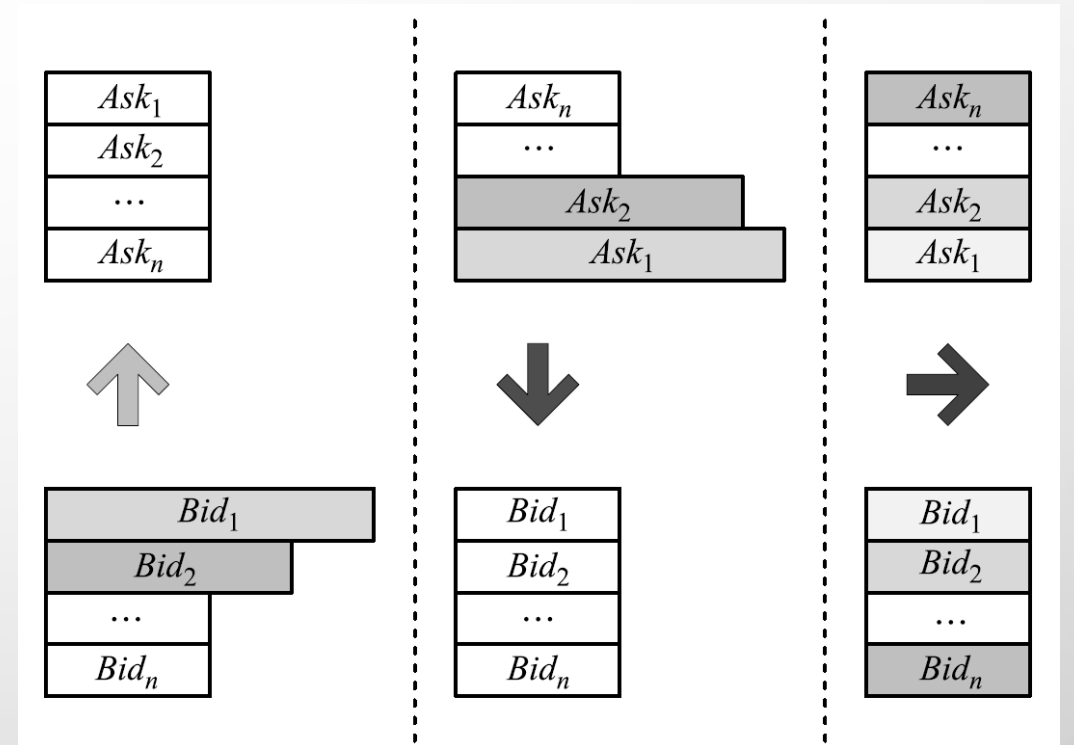 Ask₁
Ask₂
...
Askₙ
Bid₁
Bid₂
...
Bidₙ
Askₙ
...
Ask₂
Ask₁
Bid₁
Bid₂
...
Bidₙ
Askₙ
...
Ask₂
Ask₁
Bid₁
Bid₂
...
Bidₙ